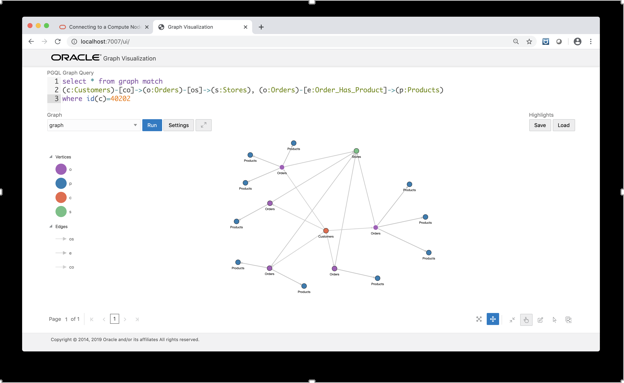 Connecting to a Compute Nod
Graph Visualization
localhost:7007/ui/
ORACLE Graph Visualization
PGQL Graph Query
1 select * from graph match
2 (c:Customers)-[co]->(o:Orders)-[os]->(s:Stores), (o:Orders)-[e:Order_Has_Product]->(p:Products)
3 where id(c)=40202
Graph
Highlights
graph
Run
Settings
Save
Load
Vertices
o
p
c
s
Edges
os
e
co
Products
Stores
Products
Orders
Products
Products
Orders
Products
Products
Customers
Orders
Products
Products
Orders
Orders
Products
Products
Page 1 of 1
1
Copyright © 2014, 2019 Oracle and/or its affiliates All rights reserved.